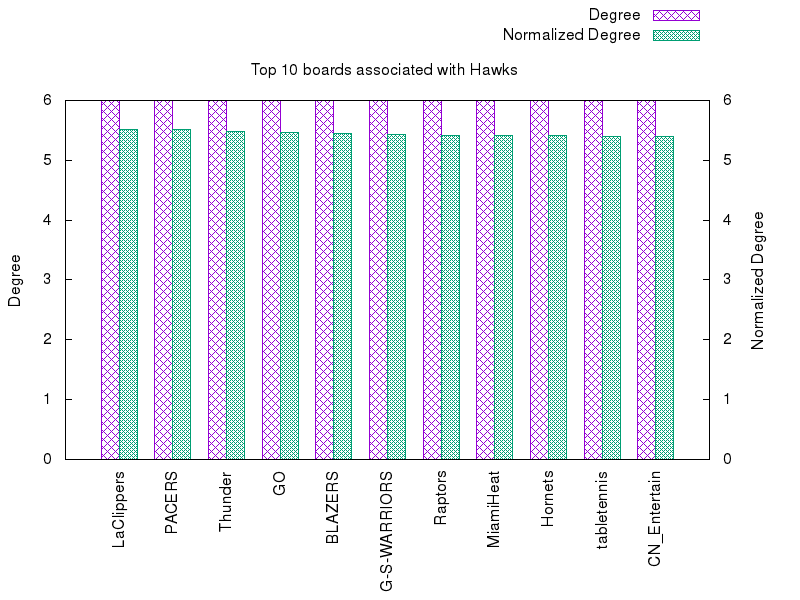 Degree
Normalized Degree
Top 10 boards associated with Hawks
6
5
4
3
2
1
0
6
5
4
3
2
1
0
Degree
Normalized Degree
LaClippers
PACERS
Thunder
GO
BLAZERS
G-S-WARRIORS
Raptors
MiamiHeat
Hornets
tabletennis
CN_Entertain